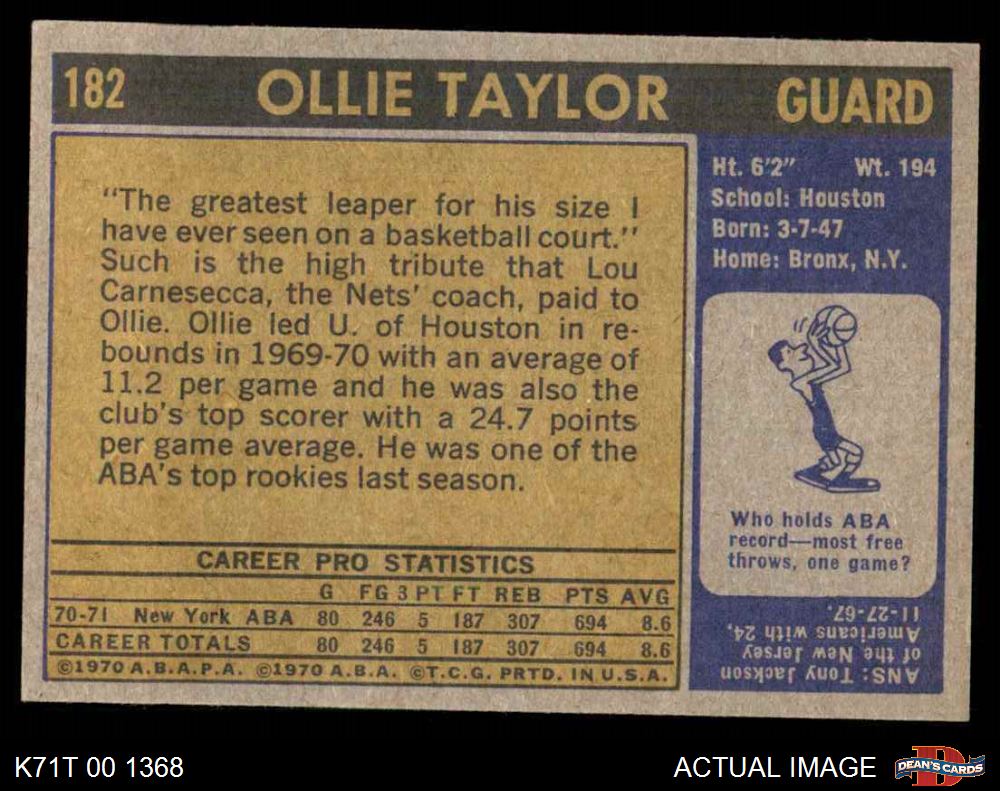 182 OLLIE TAYLOR GUARD
"The greatest leaper for his size I
have ever seen on a basketball court."
Such is the high tribute that Lou
Carnesecca, the Nets' coach, paid to
Ollie. Ollie led U. of Houston in re-
bounds in 1969-70 with an average of
11.2 per game and he was also the
club's top scorer with a 24.7 points
per game average. He was one of the
ABA's top rookies last season.
CAREER PRO STATISTICS
G FG 3 PT FT REB PTS AVG
70-71 New York ABA 80 246 5 187 307 694 8.6
CAREER TOTALS 80 246 5 187 307 694 8.6
©1970 A.B.A.P.A. ©1970 A.B.A. ©T.C.G. PRTD. IN U.S.A.
Ht. 6'2" Wt. 194
School: Houston
Born: 3-7-47
Home: Bronx, N.Y.
Who holds ABA
record—most free
throws, one game?
ANS: Tony Jackson
of the New Jersey
Americans with 24,
11-27-67.
K71T 00 1368
ACTUAL IMAGE
DEAN'S CARDS